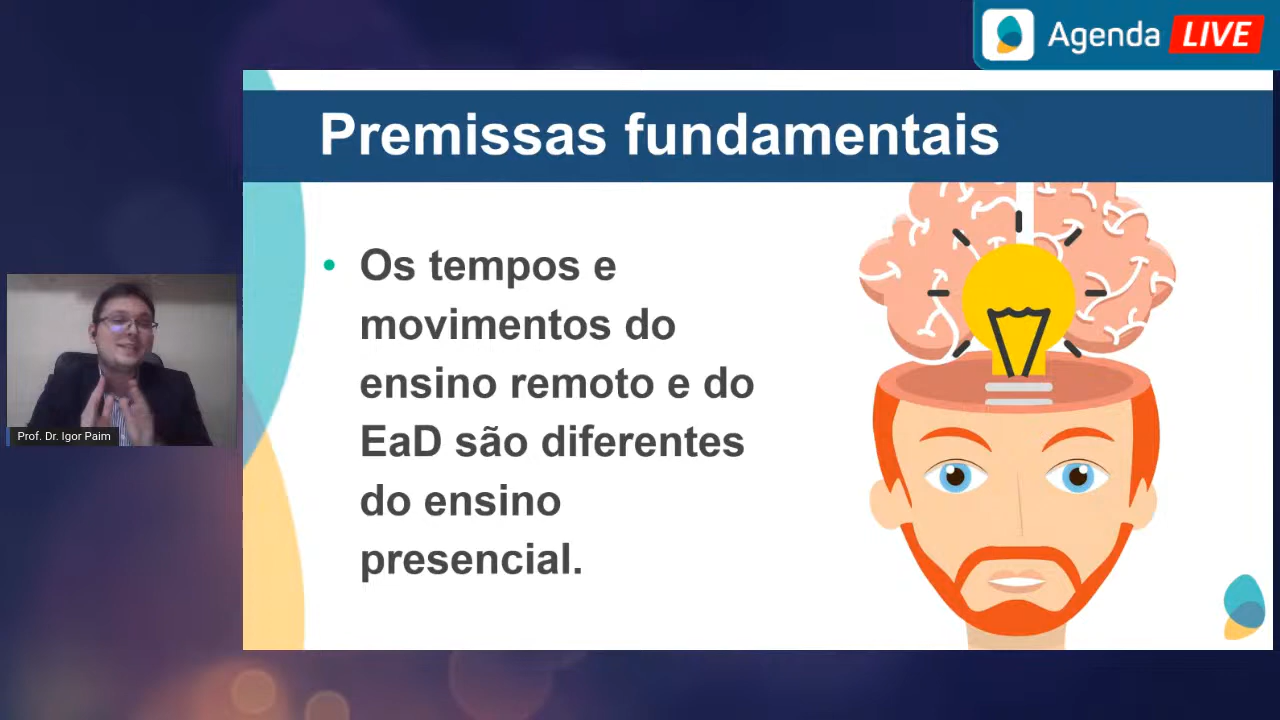 Agenda LIVE
Premissas fundamentais
• Os tempos e
movimentos do
ensino remoto e do
EaD são diferentes
do ensino
presencial.
Prof. Dr. Igor Paim